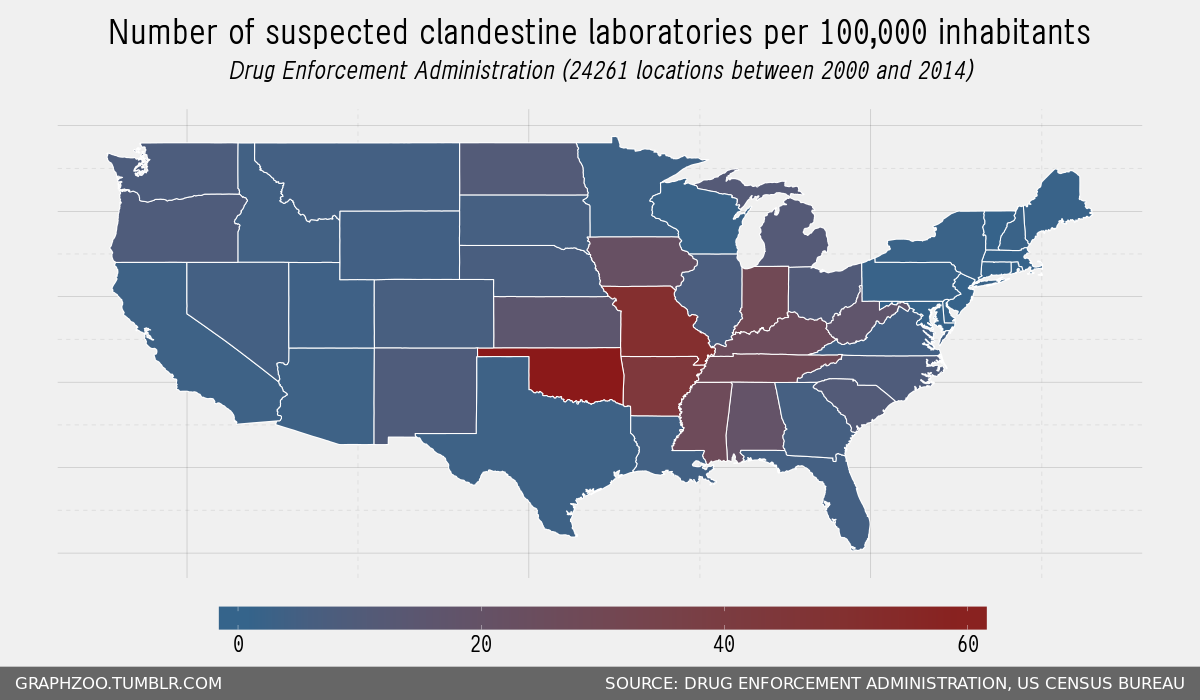 Number of suspected clandestine laboratories per 100,000 inhabitants
Drug Enforcement Administration (24261 locations between 2000 and 2014)
0 20 40 60
GRAPHZOO.TUMBLR.COM SOURCE: DRUG ENFORCEMENT ADMINISTRATION, US CENSUS BUREAU